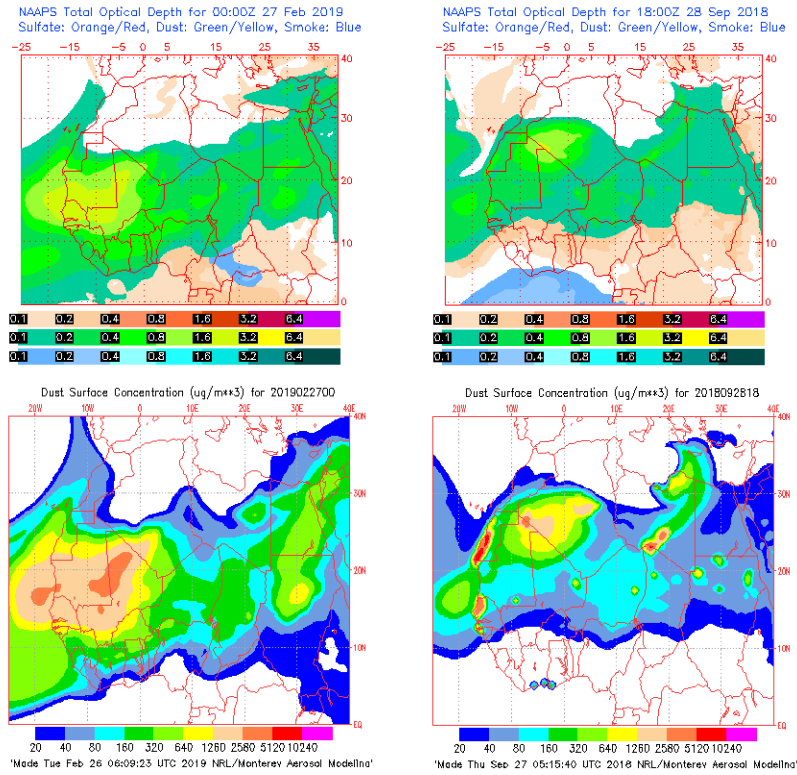 NAAPS Total Optical Depth for 00:00Z 27 Feb 2019
Sulfate: Orange/Red, Dust: Green/Yellow, Smoke: Blue
-25 -15 -5 5 15 25 35
40
30
20
10
0
0.1 0.2 0.4 0.8 1.6 3.2 6.4
0.1 0.2 0.4 0.8 1.6 3.2 6.4
0.1 0.2 0.4 0.8 1.6 3.2 6.4
NAAPS Total Optical Depth for 18:00Z 28 Sep 2018
Sulfate: Orange/Red, Dust: Green/Yellow, Smoke: Blue
-25 -15 -5 5 15 25 35
40
30
20
10
0
0.1 0.2 0.4 0.8 1.6 3.2 6.4
0.1 0.2 0.4 0.8 1.6 3.2 6.4
0.1 0.2 0.4 0.8 1.6 3.2 6.4
Dust Surface Concentration (ug/m**3) for 2019022700
20W 10W 0 10E 20E 30E 40E
40N
30N
20N
10N
EQ
20 40 80 160 320 640 1260 2580 5120 10240
'Made Tue Feb 26 06:09:23 UTC 2019 NRL/Monterey Aerosol Modelling'
Dust Surface Concentration (ug/m**3) for 2018092818
20W 10W 0 10E 20E 30E 40E
40N
30N
20N
10N
EQ
20 40 80 160 320 640 1260 2580 5120 10240
'Made Thu Sep 27 05:15:40 UTC 2018 NRL/Monterey Aerosol Modelling'